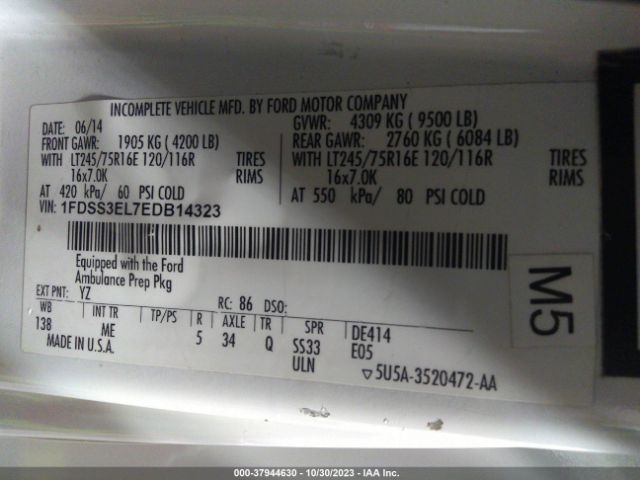 INCOMPLETE VEHICLE MFD. BY FORD MOTOR COMPANY
DATE: 06/14 GVWR: 4309 KG ( 9500 LB)
FRONT GAWR: 1905 KG ( 4200 LB) REAR GAWR: 2760 KG ( 6084 LB)
WITH LT245/75R16E 120/116R TIRES WITH LT245/75R16E 120/116R TIRES
16x7.0K RIMS 16x7.0K RIMS
AT 420 kPa/ 60 PSI COLD AT 550 kPa/ 80 PSI COLD
VIN: 1FDSS3EL7EDB14323
Equipped with the Ford
Ambulance Prep Pkg
EXT PNT: YZ RC: 86 DSO:
WB INT TR TP/PS R AXLE TR SPR DE414
138 ME 5 34 Q SS33 E05
MADE IN U.S.A. ULN ▽5U5A-3520472-AA
M5
000-37944630 - 10/30/2023 - IAA Inc.